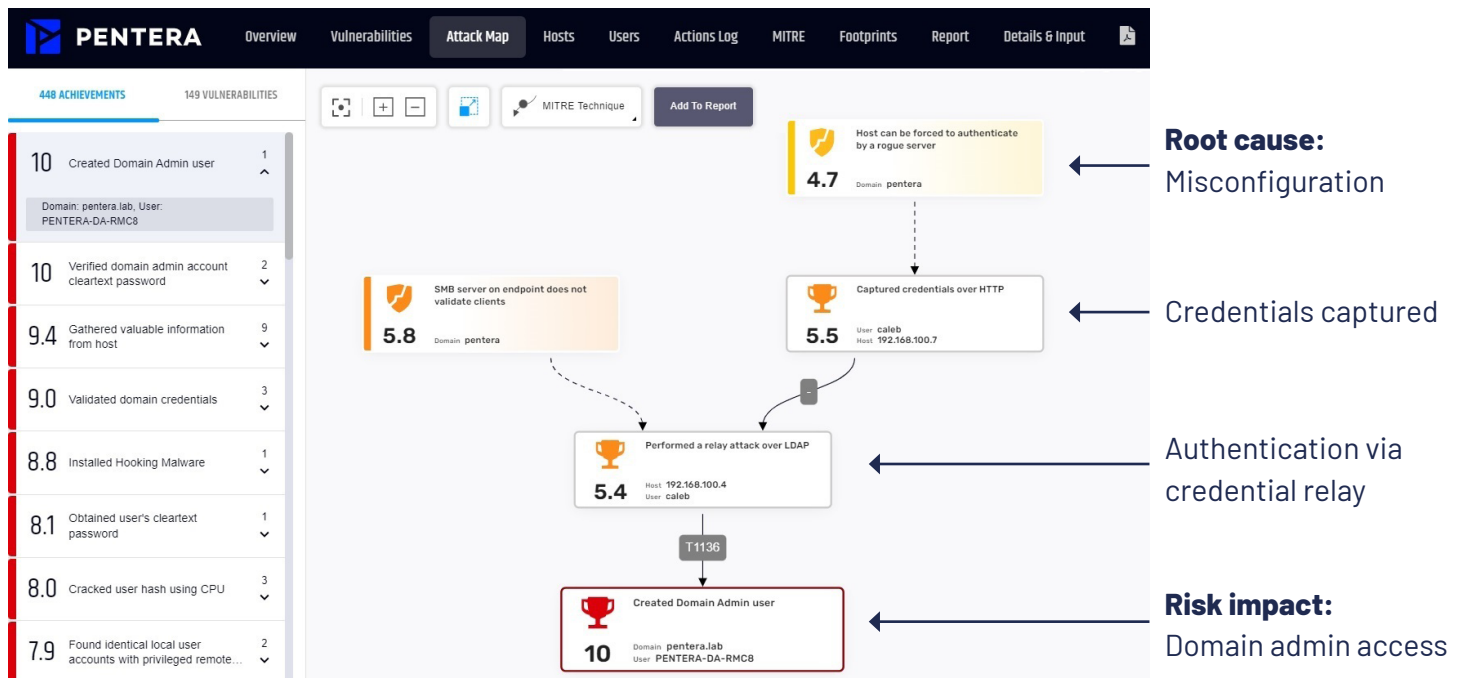 PENTERA
Overview
Vulnerabilities
Attack Map
Hosts
Users
Actions Log
MITRE
Footprints
Report
Details & Input
448 ACHIEVEMENTS
149 VULNERABILITIES
10
Created Domain Admin user
1
Domain: pentera.lab, User:
PENTERA-DA-RMC8
10
Verified domain admin account
cleartext password
2
9.4
Gathered valuable information
from host
9
9.0
Validated domain credentials
3
8.8
Installed Hooking Malware
1
8.1
Obtained user's cleartext
password
1
8.0
Cracked user hash using CPU
3
7.9
Found identical local user
accounts with privileged remote...
2
MITRE Technique
Add To Report
Host can be forced to authenticate
by a rogue server
4.7
Domain pentera
SMB server on endpoint does not
validate clients
5.8
Domain pentera
Captured credentials over HTTP
5.5
User caleb
Host 192.168.100.7
-
Performed a relay attack over LDAP
5.4
Host 192.168.100.4
User caleb
T1136
Created Domain Admin user
10
Domain pentera.lab
User PENTERA-DA-RMC8
Root cause:
Misconfiguration
Credentials captured
Authentication via
credential relay
Risk impact:
Domain admin access